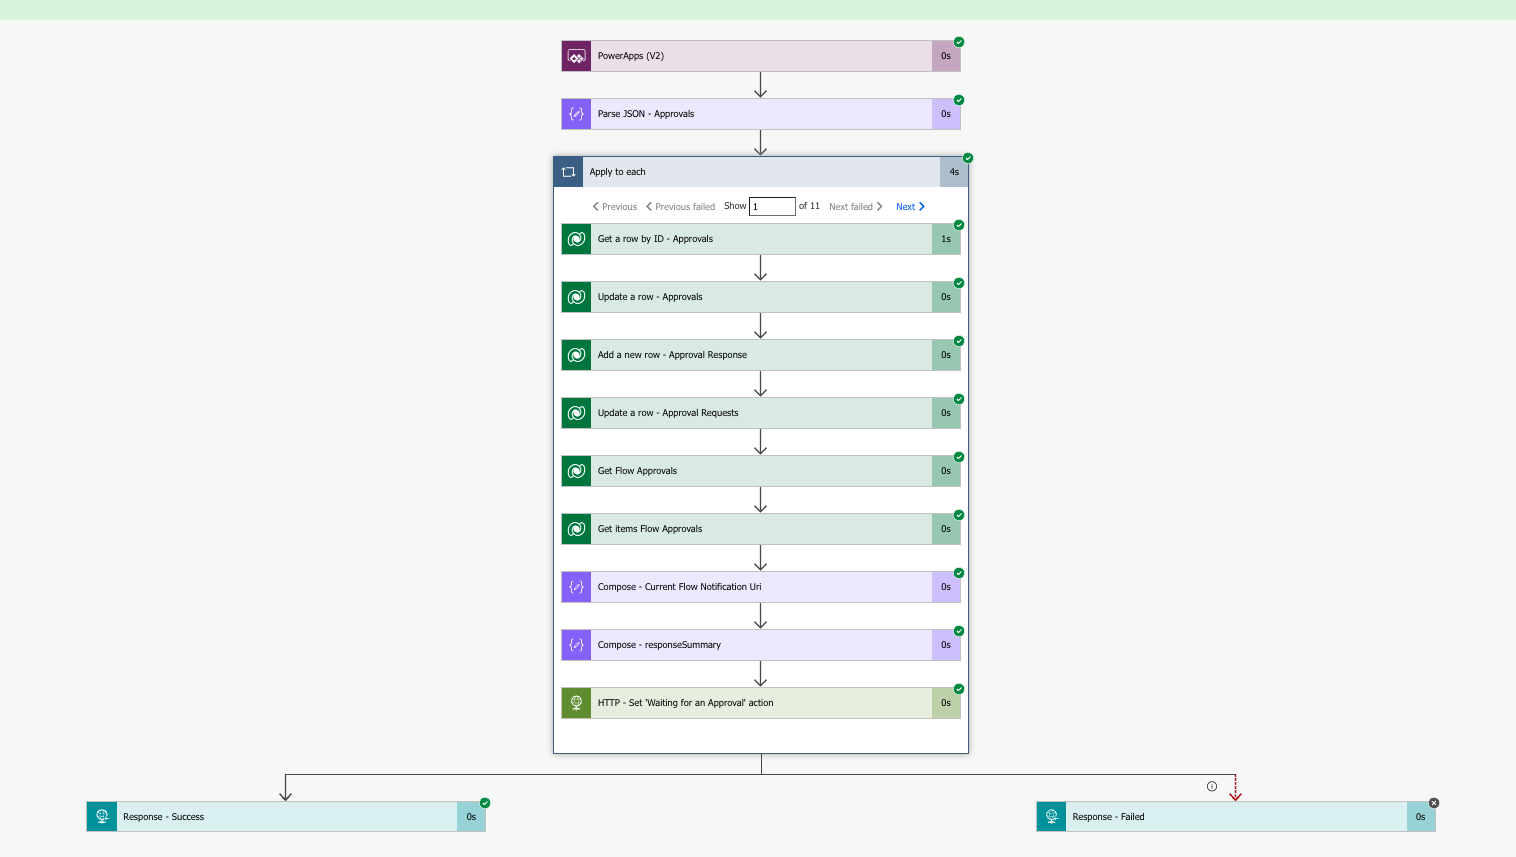 PowerApps (V2) 0s
Parse JSON - Approvals 0s
Apply to each 4s
Previous Previous failed Show 1 of 11 Next failed Next
Get a row by ID - Approvals 1s
Update a row - Approvals 0s
Add a new row - Approval Response 0s
Update a row - Approval Requests 0s
Get Flow Approvals 0s
Get items Flow Approvals 0s
Compose - Current Flow Notification Uri 0s
Compose - responseSummary 0s
HTTP - Set 'Waiting for an Approval' action 0s
Response - Success 0s
Response - Failed 0s